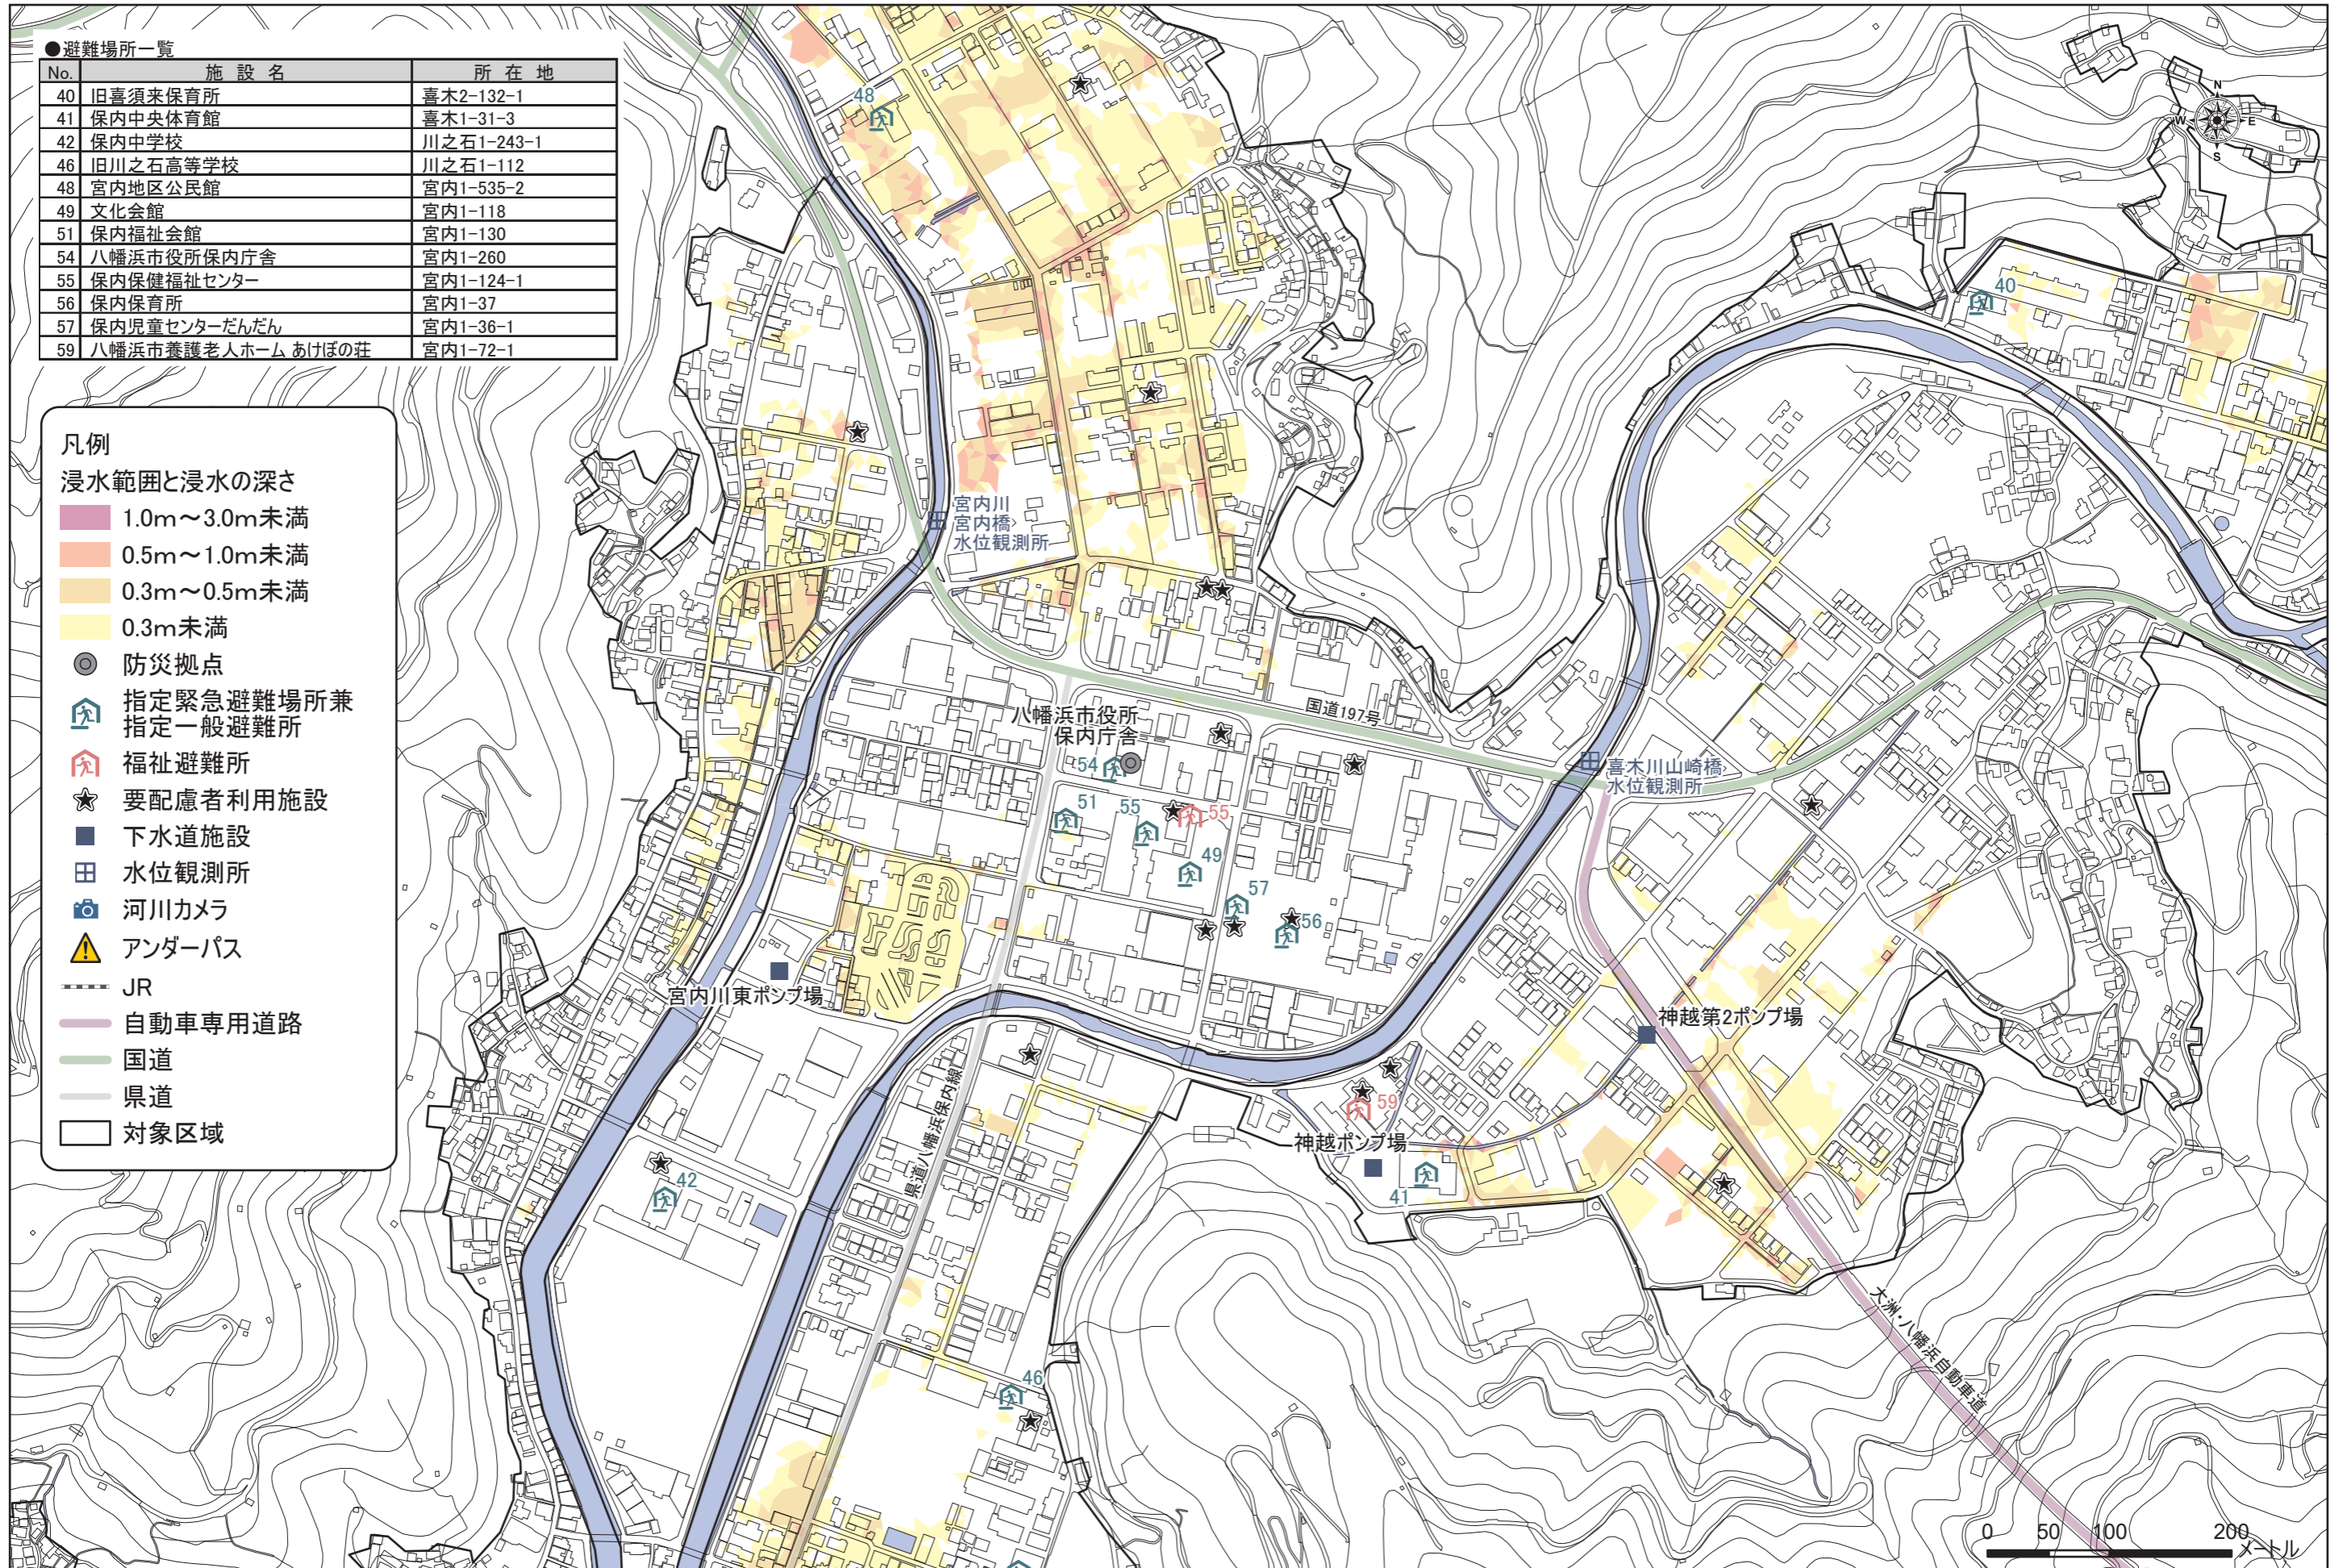 ●避難場所一覧
No. 施設名 所在地
40 旧喜須来保育所 喜木2-132-1
41 保内中央体育館 喜木1-31-3
42 保内中学校 川之石1-243-1
46 旧川之石高等学校 川之石1-112
48 宮内地区公民館 宮内1-535-2
49 文化会館 宮内1-118
51 保内福祉会館 宮内1-130
54 八幡浜市役所保内庁舎 宮内1-260
55 保内保健福祉センター 宮内1-124-1
56 保内保育所 宮内1-37
57 保内児童センターだんだん 宮内1-36-1
59 八幡浜市養護老人ホーム あけぼの荘 宮内1-72-1
凡例
浸水範囲と浸水の深さ
1.0m～3.0m未満
0.5m～1.0m未満
0.3m～0.5m未満
0.3m未満
防災拠点
指定緊急避難場所兼
指定一般避難所
福祉避難所
要配慮者利用施設
下水道施設
水位観測所
河川カメラ
アンダーパス
JR
自動車専用道路
国道
県道
対象区域
N
W E
S
48
40
宮内川
宮内橋
水位観測所
国道197号
八幡浜市役所
保内庁舎
54
喜木川山崎橋
水位観測所
51
55
55
49
57
56
宮内川東ポンプ場
神越第2ポンプ場
県道八幡浜保内線
59
神越ポンプ場
41
42
46
大洲・八幡浜自動車道
0 50 100 200
メートル